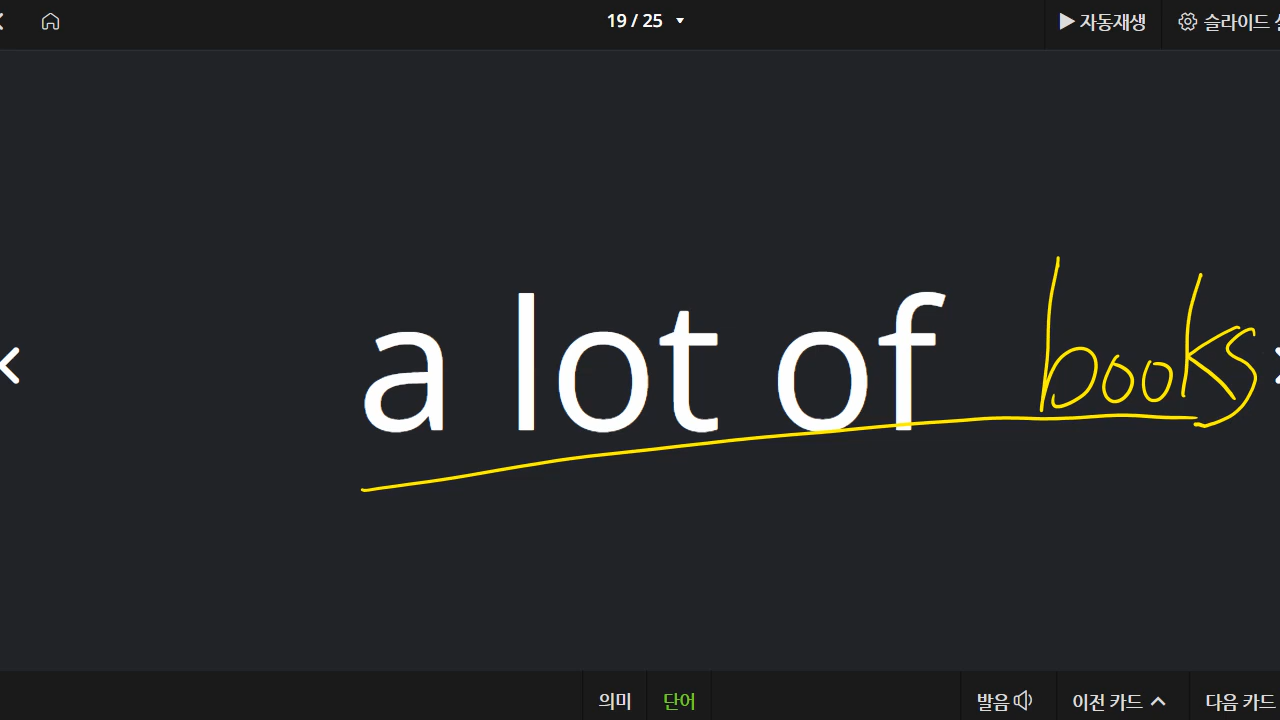 19 / 25
자동재생
슬라이드
a lot of books
의미
단어
발음
이전 카드
다음 카드